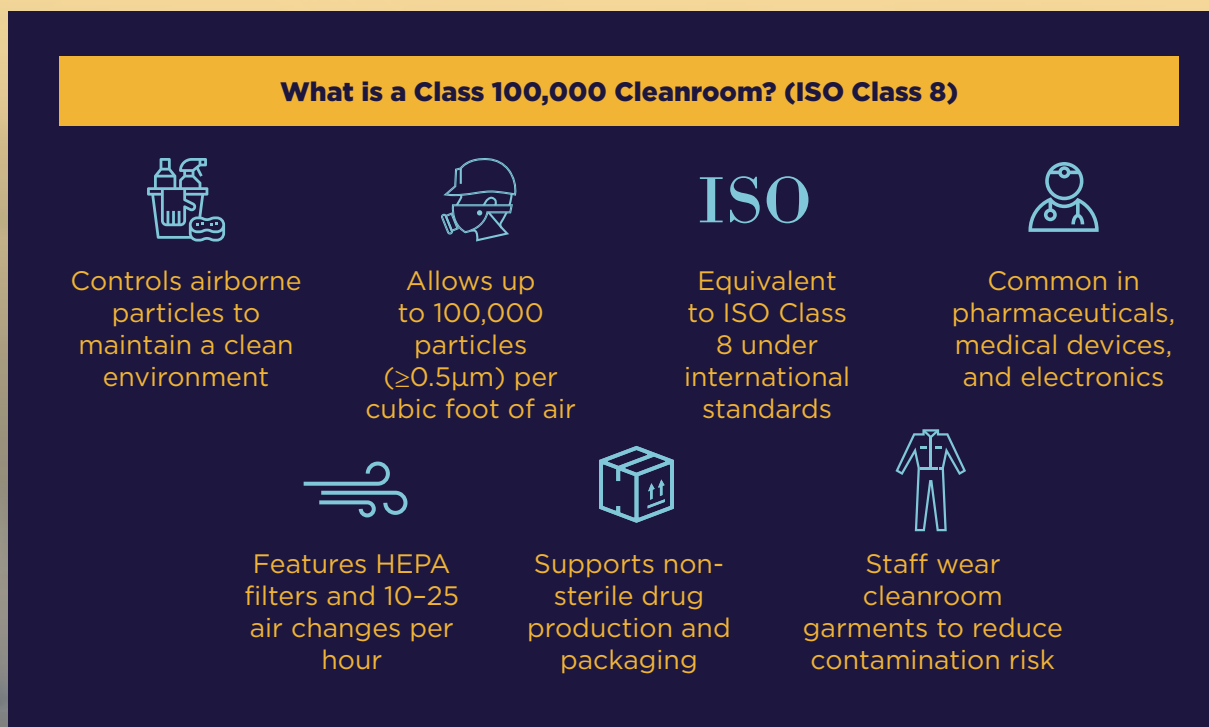 What is a Class 100,000 Cleanroom? (ISO Class 8)
ISO
Controls airborne
particles to
maintain a clean
environment
Allows up
to 100,000
particles
(≥0.5μm) per
cubic foot of air
Equivalent
to ISO Class
8 under
international
standards
Common in
pharmaceuticals,
medical devices,
and electronics
Features HEPA
filters and 10–25
air changes per
hour
Supports non-
sterile drug
production and
packaging
Staff wear
cleanroom
garments to reduce
contamination risk